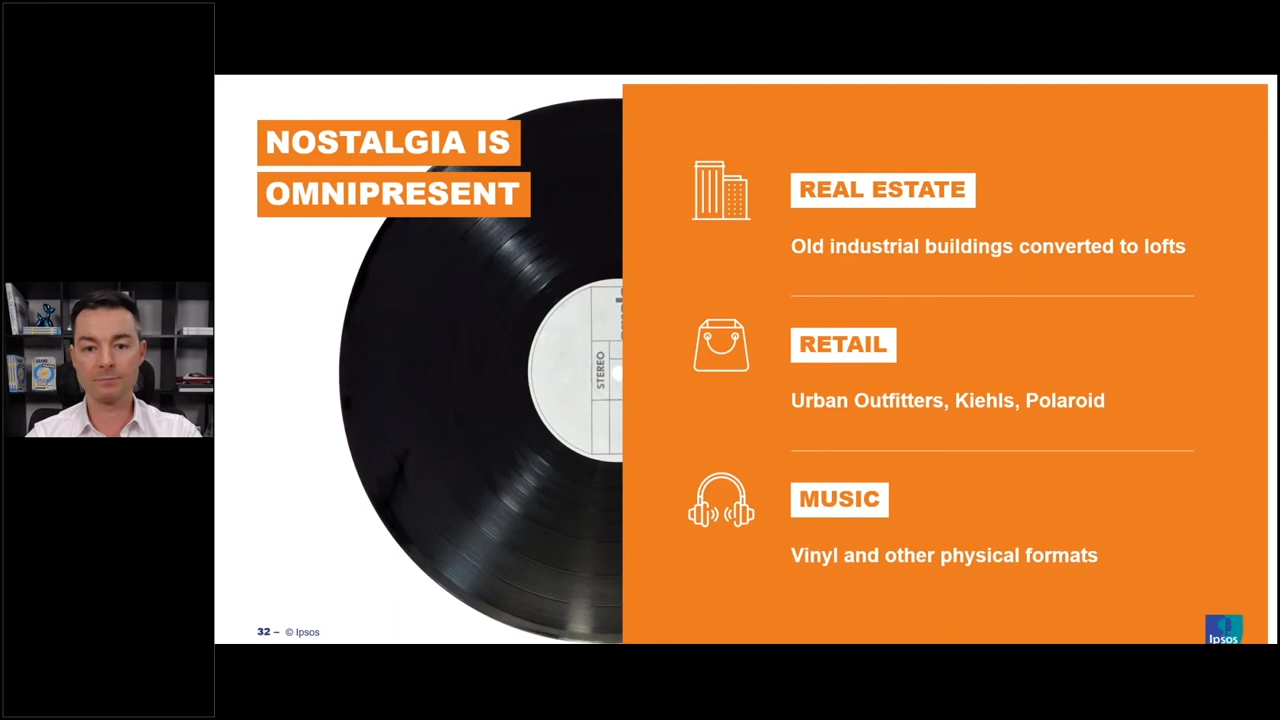 NOSTALGIA IS
OMNIPRESENT
STEREO
REAL ESTATE
Old industrial buildings converted to lofts
RETAIL
Urban Outfitters, Kiehls, Polaroid
MUSIC
Vinyl and other physical formats
32 – © Ipsos
Ipsos